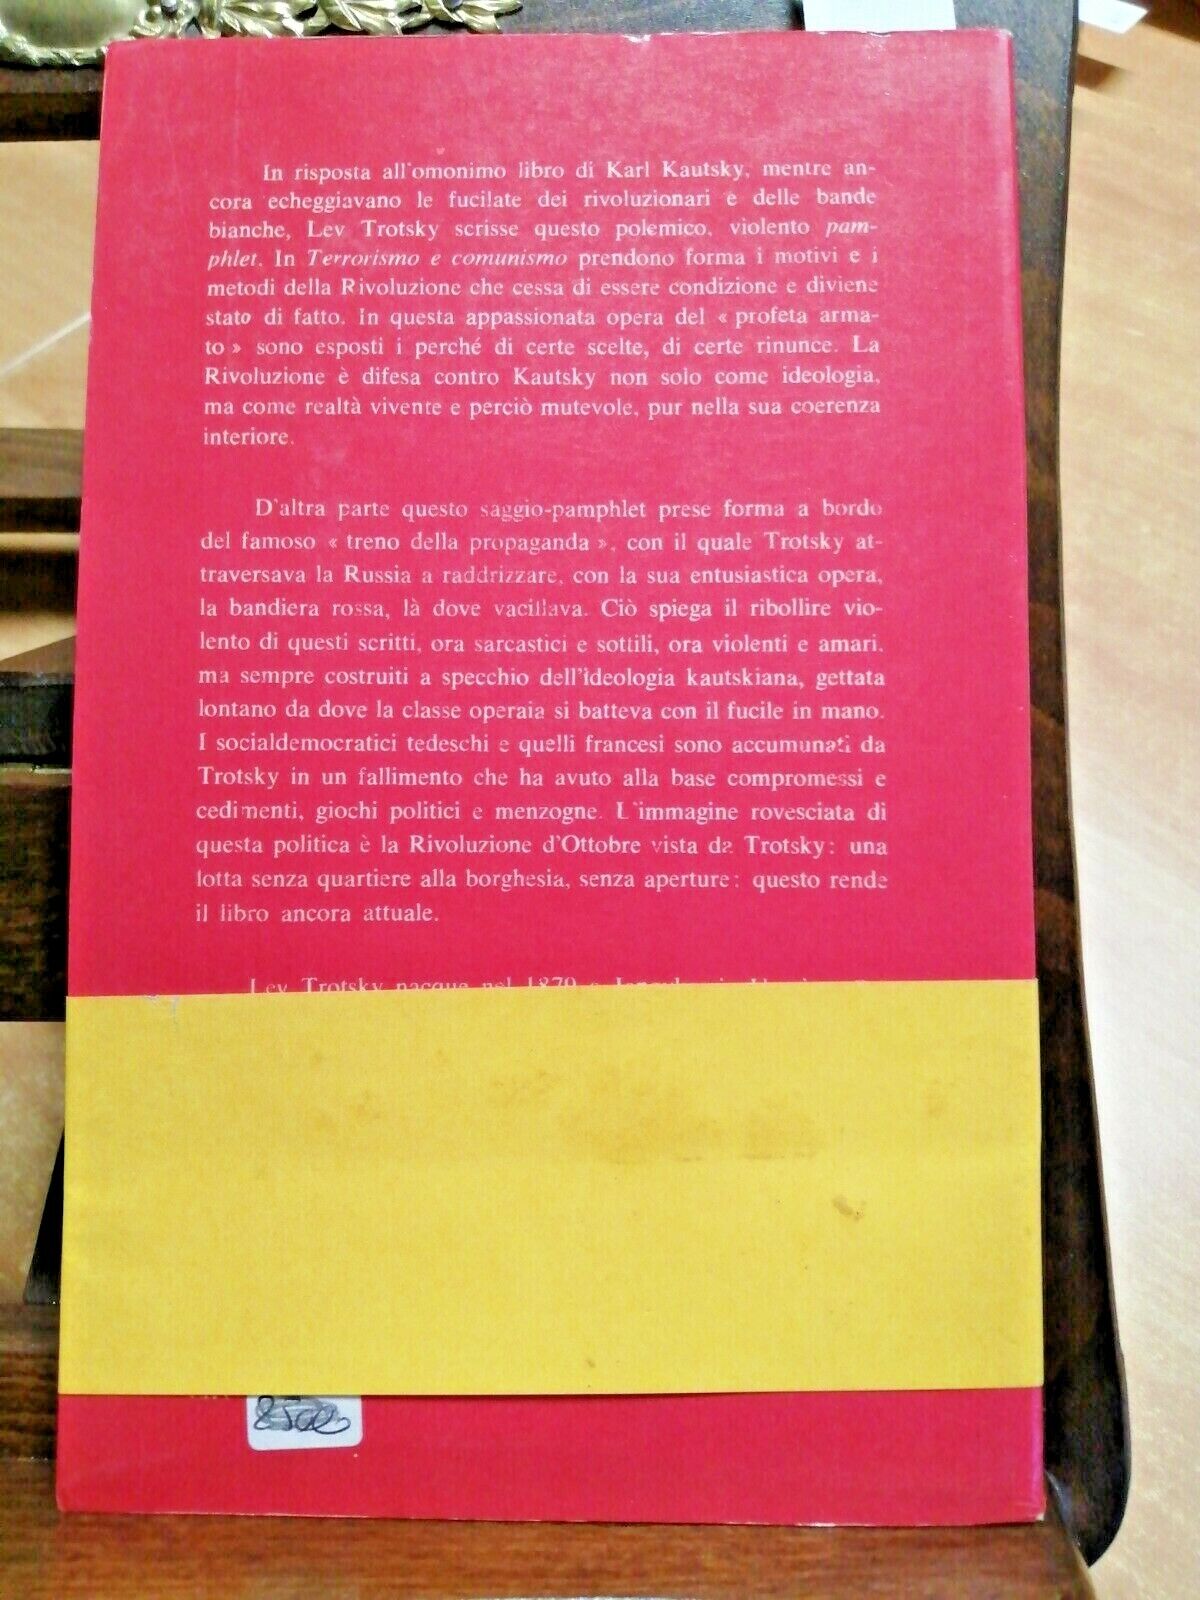 In risposta all'omonimo libro di Karl Kautsky, mentre an-
cora echeggiavano le fucilate dei rivoluzionari e delle bande
bianche, Lev Trotsky scrisse questo polemico, violento pam-
phlet. In Terrorismo e comunismo prendono forma i motivi e i
metodi della Rivoluzione che cessa di essere condizione e diviene
stato di fatto. In questa appassionata opera del « profeta arma-
to » sono esposti i perché di certe scelte, di certe rinunce. La
Rivoluzione è difesa contro Kautsky non solo come ideologia,
ma come realtà vivente e perciò mutevole, pur nella sua coerenza
interiore.
D'altra parte questo saggio-pamphlet prese forma a bordo
del famoso « treno della propaganda », con il quale Trotsky at-
traversava la Russia a raddrizzare, con la sua entusiastica opera,
la bandiera rossa, là dove vacillava. Ciò spiega il ribollire vio-
lento di questi scritti, ora sarcastici e sottili, ora violenti e amari,
ma sempre costruiti a specchio dell'ideologia kautskiana, gettata
lontano da dove la classe operaia si batteva con il fucile in mano.
I socialdemocratici tedeschi e quelli francesi sono accumunati da
Trotsky in un fallimento che ha avuto alla base compromessi e
cedimenti, giochi politici e menzogne. L'immagine rovesciata di
questa politica è la Rivoluzione d'Ottobre vista da Trotsky: una
lotta senza quartiere alla borghesia, senza aperture: questo rende
il libro ancora attuale.
Lev Trotsky nacque nel 1879 a